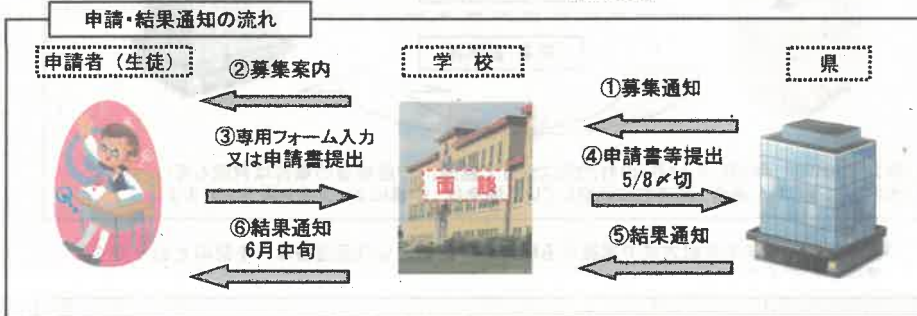 申請・結果通知の流れ
申請者（生徒）
学 校
県
②募集案内
①募集通知
③専用フォーム入力
又は申請書提出
面 談
④申請書等提出
5/8〆切
⑥結果通知
6月中旬
⑤結果通知